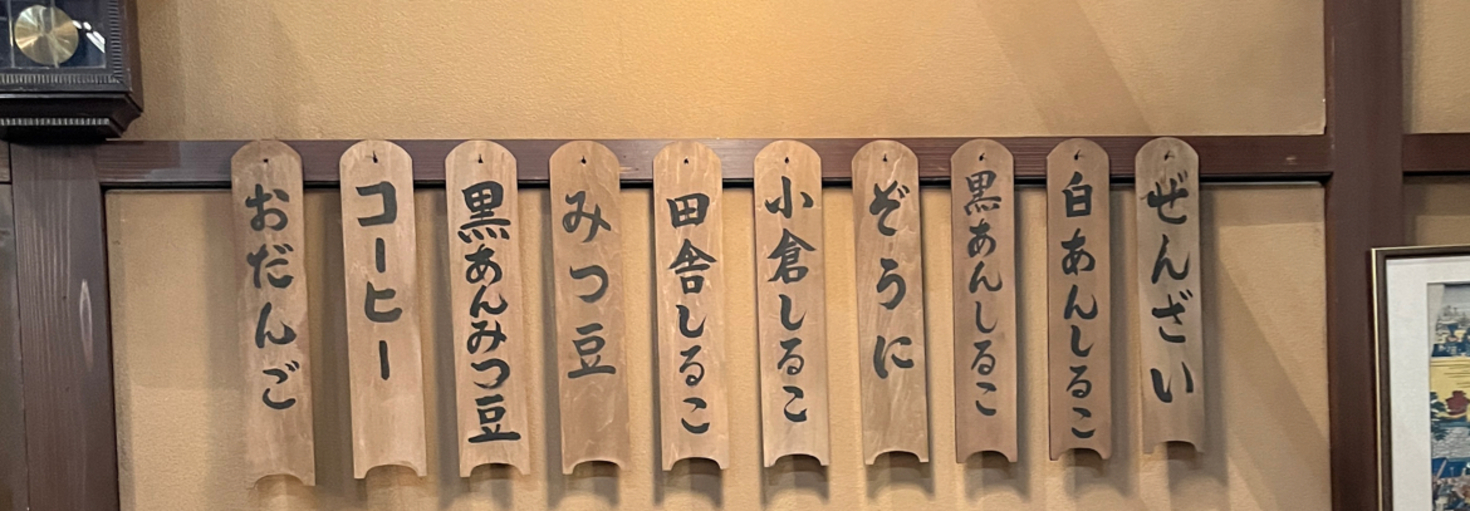 ぜんざい
白あんしるこ
黒あんしるこ
ぞうに
小倉しるこ
田舎しるこ
みつ豆
黒あんみつ豆
コーヒー
おだんご